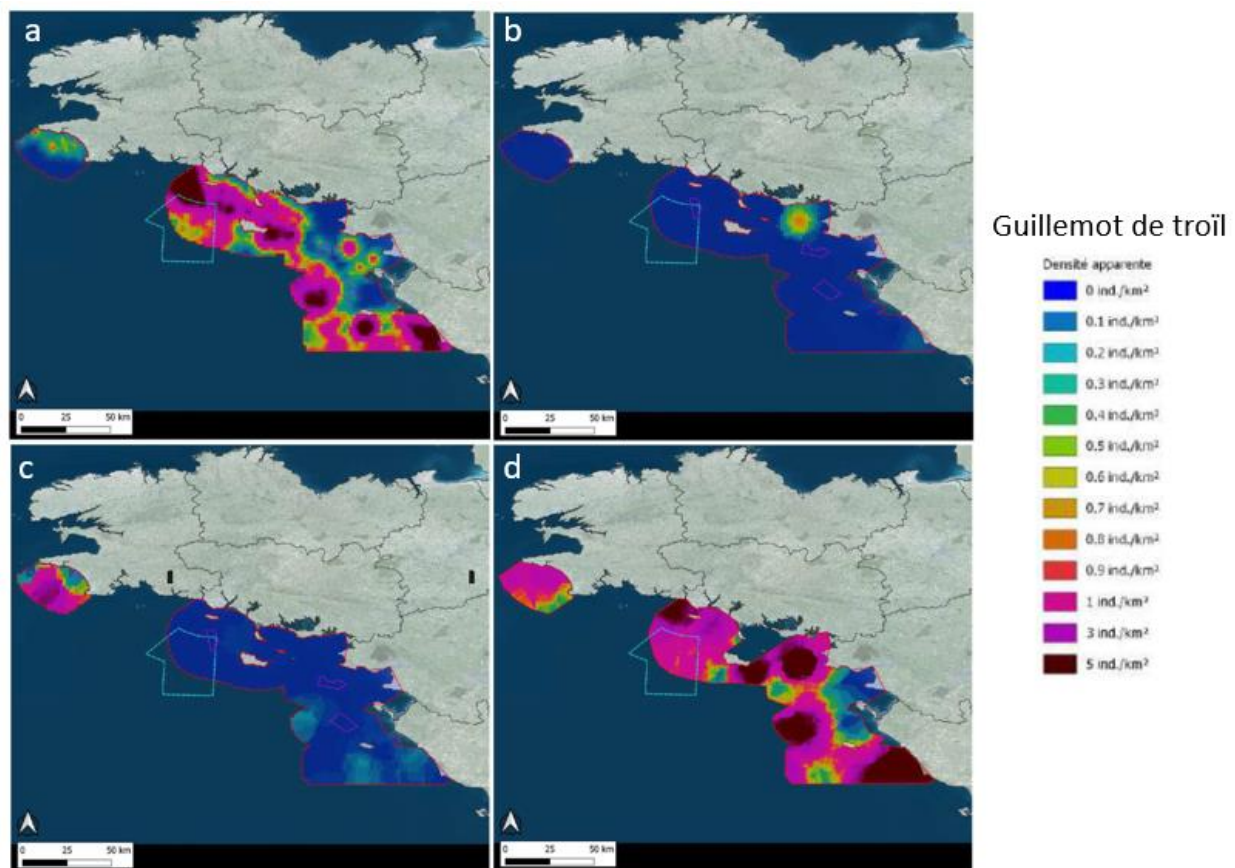 a
b
0 25 50 km
0 25 50 km
c
d
0 25 50 km
0 25 50 km
Guillemot de troïl
Densité apparente
0 ind./km²
0.1 ind./km²
0.2 ind./km²
0.3 ind./km²
0.4 ind./km²
0.5 ind./km²
0.6 ind./km²
0.7 ind./km²
0.8 ind./km²
0.9 ind./km²
1 ind./km²
3 ind./km²
5 ind./km²